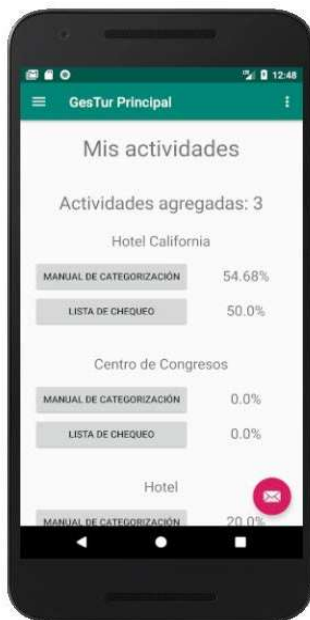 12:48
GesTur Principal
Mis actividades
Actividades agregadas: 3
Hotel California
MANUAL DE CATEGORIZACIÓN 54.68%
LISTA DE CHEQUEO 50.0%
Centro de Congresos
MANUAL DE CATEGORIZACIÓN 0.0%
LISTA DE CHEQUEO 0.0%
Hotel
MANUAL DE CATEGORIZACIÓN 20.0%